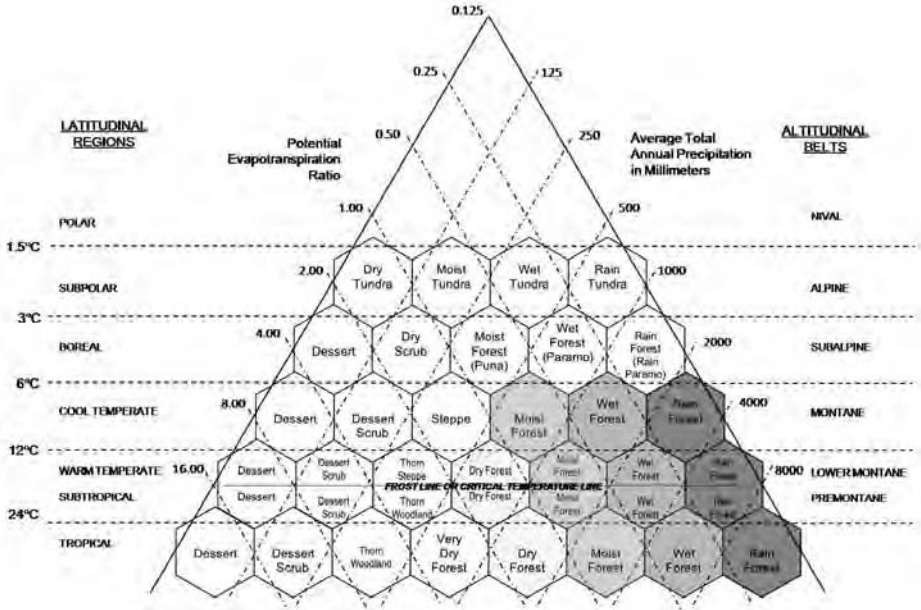 0.125
0.25
125
LATITUDINAL
REGIONS
0.50
250
ALTITUDINAL
BELTS
Potential
Evapotranspiration
Ratio
Average Total
Annual Precipitation
in Millimeters
1.00
500
POLAR
NIVAL
1.5°C
2.00
Dry
Tundra
Moist
Tundra
Wet
Tundra
Rain
Tundra
1000
SUBPOLAR
ALPINE
3°C
4.00
BOREAL
Dessert
Dry
Scrub
Moist
Forest
(Puna)
Wet
Forest
(Paramo)
Rain
Forest
(Rain
Paramo)
2000
SUBALPINE
6°C
8.00
COOL TEMPERATE
Dessert
Dessert
Scrub
Steppe
Moist
Forest
Wet
Forest
Rain
Forest
4000
MONTANE
12°C
WARM TEMPERATE
16.00
Dessert
Dessert
Scrub
Thorn
Steppe
Dry Forest
Moist
Forest
Wet
Forest
Rain
Forest
8000
LOWER MONTANE
FROST LINE OR CRITICAL TEMPERATURE LINE
SUBTROPICAL
Dessert
Dessert
Scrub
Thorn
Woodland
Dry Forest
Moist
Forest
Wet
Forest
Rain
Forest
PREMONTANE
24°C
TROPICAL
Dessert
Dessert
Scrub
Thorn
Woodland
Very
Dry
Forest
Dry
Forest
Moist
Forest
Wet
Forest
Rain
Forest